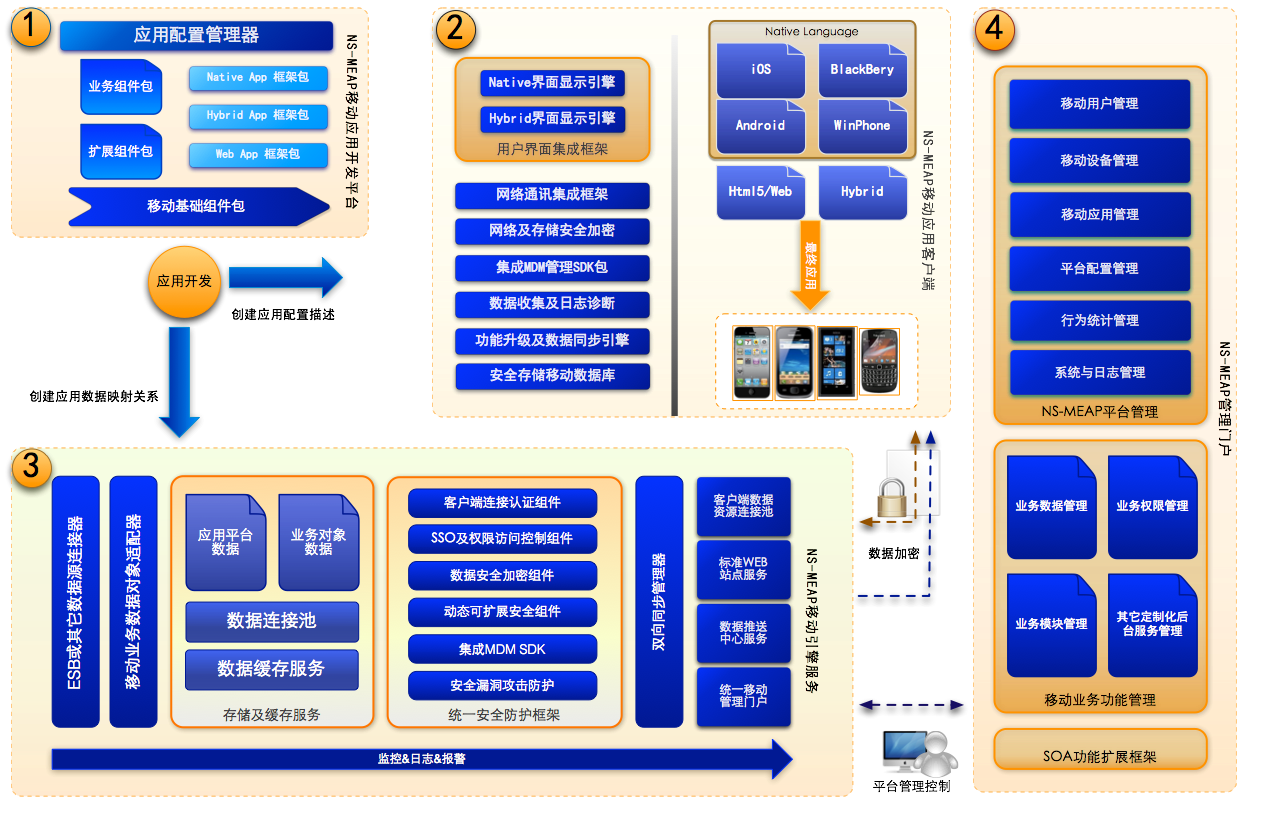 1
应用配置管理器
业务组件包
扩展组件包
Native App 框架包
Hybrid App 框架包
Web App 框架包
移动基础组件包
NS-MEAP移动应用开发平台
应用开发
创建应用配置描述
创建应用数据映射关系
2
Native界面显示引擎
Hybrid界面显示引擎
用户界面集成框架
网络通讯集成框架
网络及存储安全加密
集成MDM管理SDK包
数据收集及日志诊断
功能升级及数据同步引擎
安全存储移动数据库
Native Language
iOS
BlackBery
Android
WinPhone
Html5/Web
Hybrid
最终应用
NS-MEAP移动应用客户端
3
ESB或其它数据源连接器
移动业务数据对象适配器
应用平台
数据
业务对象
数据
数据连接池
数据缓存服务
存储及缓存服务
客户端连接认证组件
SSO及权限访问控制组件
数据安全加密组件
动态可扩展安全组件
集成MDM SDK
安全漏洞攻击防护
统一安全防护框架
双向同步管理器
客户端数据
资源连接池
标准WEB
站点服务
数据推送
中心服务
统一移动
管理门户
NS-MEAP移动引擎服务
监控&日志&报警
数据加密
平台管理控制
4
移动用户管理
移动设备管理
移动应用管理
平台配置管理
行为统计管理
系统与日志管理
NS-MEAP平台管理
业务数据管理
业务权限管理
业务模块管理
其它定制化后
台服务管理
移动业务功能管理
SOA功能扩展框架
NS-MEAP管理门户